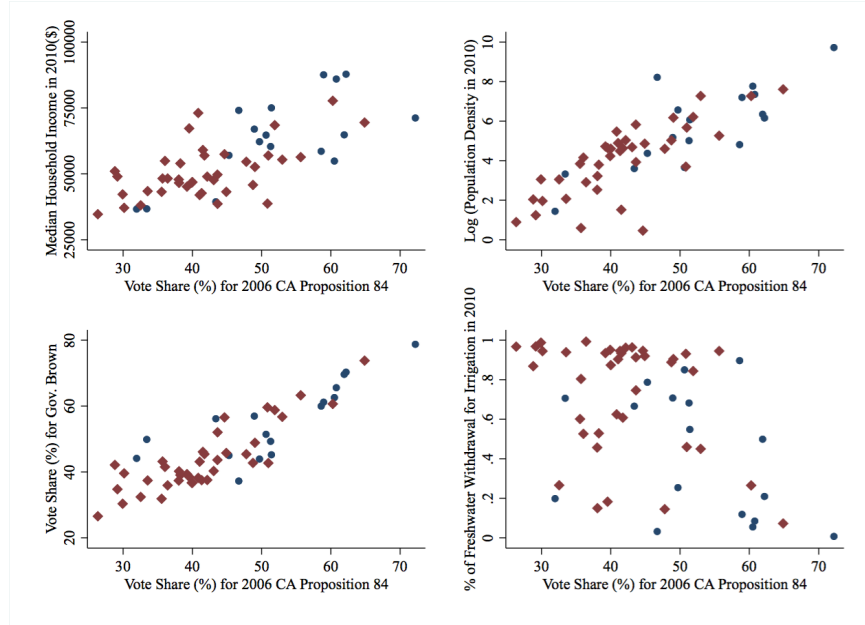 Median Household Income in 2010($)
100000
75000
50000
25000
30 40 50 60 70
Vote Share (%) for 2006 CA Proposition 84
Log (Population Density in 2010)
10
8
6
4
2
0
30 40 50 60 70
Vote Share (%) for 2006 CA Proposition 84
Vote Share (%) for Gov. Brown
80
60
40
20
30 40 50 60 70
Vote Share (%) for 2006 CA Proposition 84
% of Freshwater Withdrawal for Irrigation in 2010
1
.8
.6
.4
.2
0
30 40 50 60 70
Vote Share (%) for 2006 CA Proposition 84